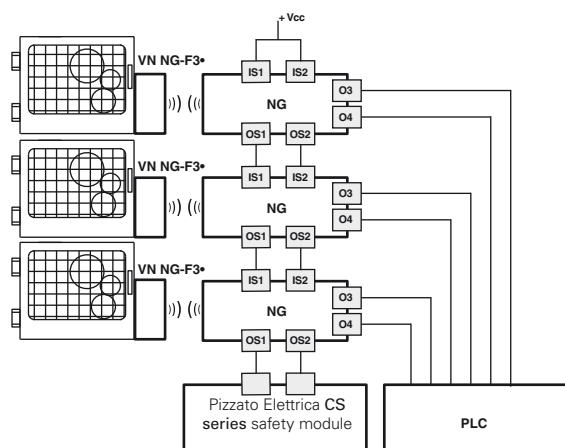 + Vcc
VN NG-F3•
IS1 IS2
O3
NG
O4
OS1 OS2
VN NG-F3•
IS1 IS2
O3
NG
O4
OS1 OS2
VN NG-F3•
IS1 IS2
O3
NG
O4
OS1 OS2
Pizzato Elettrica CS
series safety module
PLC